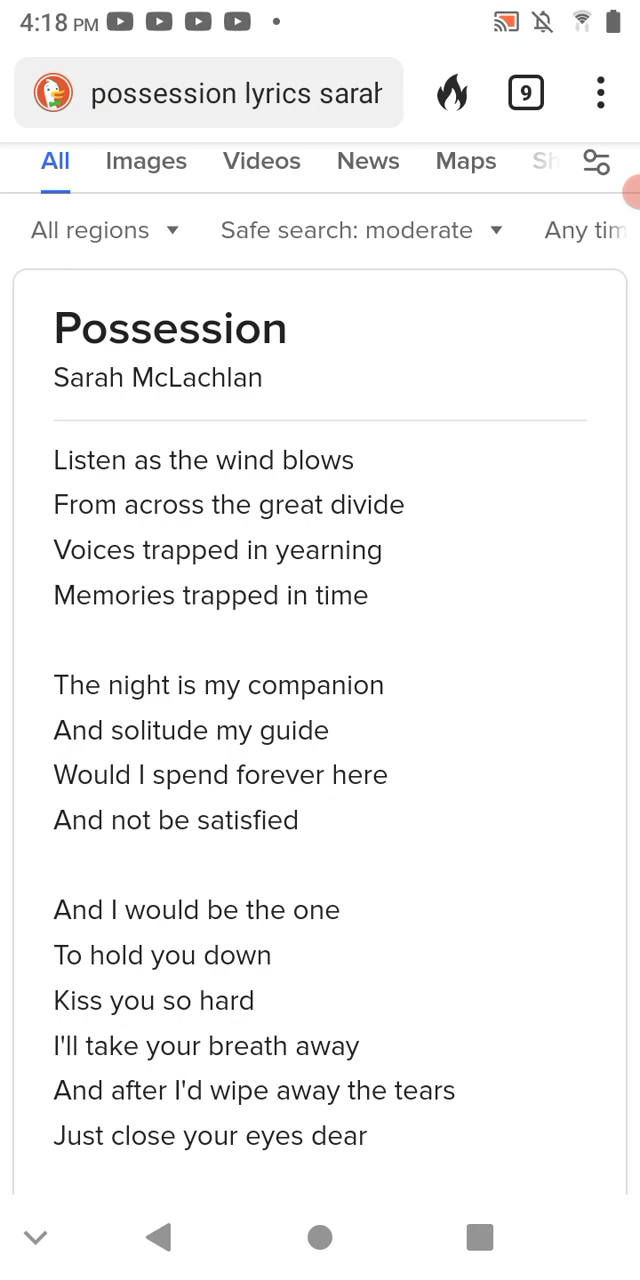 4:18 PM
possession lyrics sarah
9
All Images Videos News Maps Sh
All regions Safe search: moderate Any tim
Possession
Sarah McLachlan
Listen as the wind blows
From across the great divide
Voices trapped in yearning
Memories trapped in time
The night is my companion
And solitude my guide
Would I spend forever here
And not be satisfied
And I would be the one
To hold you down
Kiss you so hard
I'll take your breath away
And after I'd wipe away the tears
Just close your eyes dear